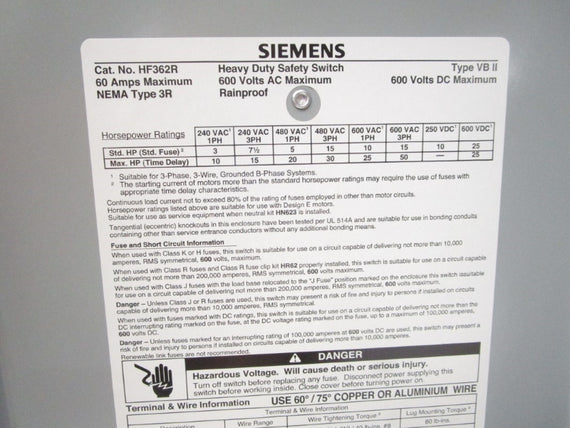 SIEMENS
Cat. No. HF362R Heavy Duty Safety Switch Type VB II
60 Amps Maximum 600 Volts AC Maximum 600 Volts DC Maximum
NEMA Type 3R Rainproof
Horsepower Ratings 240 VAC¹ 1PH 240 VAC¹ 3PH 480 VAC¹ 1PH 480 VAC 3PH 600 VAC¹ 1PH 600 VAC 3PH 250 VDC¹ 600 VDC¹
Std. HP (Std. Fuse)² 3 7½ 5 15 10 15 10 25
Max. HP (Time Delay) 10 15 20 30 25 50 — 25
¹ Suitable for 3-Phase, 3-Wire, Grounded B-Phase Systems.
² The starting current of motors more than the standard horsepower ratings may require the use of fuses with
appropriate time delay characteristics.
Continuous load current not to exceed 80% of the rating of fuses employed in other than motor circuits.
Horsepower ratings listed above are suitable for use with Design E motors.
Suitable for use as service equipment when neutral kit HN623 is installed.
Tangential (eccentric) knockouts in this enclosure have been tested per UL 514A and are suitable for use in bonding conduits
containing other than service entrance conductors without any additional bonding means.
Fuse and Short Circuit Information
When used with Class K or H fuses, this switch is suitable for use on a circuit capable of delivering not more than 10,000
amperes, RMS symmetrical, 600 volts, maximum.
When used with Class R fuses and Class R fuse clip kit HR62 properly installed, this switch is suitable for use on a circuit capable
of delivering not more than 200,000 amperes, RMS symmetrical, 600 volts maximum.
When used with Class J fuses with the load base relocated to the "J Fuse" position marked on the enclosure this switch is suitable
for use on a circuit capable of delivering not more than 200,000 amperes, RMS symmetrical, 600 volts maximum.
Danger – Unless Class J or R fuses are used, this switch may present a risk of fire and injury to persons if installed on circuits
capable of delivering more than 10,000 amperes, RMS symmetrical.
When used with fuses marked with DC ratings, this switch is suitable for use on a circuit capable of delivering not more than the
DC interrupting rating marked on the fuse, at the DC voltage rating marked on the fuse, up to a maximum of 100,000 amperes,
600 volts DC.
Danger – Unless fuses marked for an interrupting rating of 100,000 amperes at 600 volts DC are used, this switch may present a
risk of fire and injury to persons if installed on circuits capable of delivering more than 10,000 amperes, RMS symmetrical.
Renewable link fuses are not recommended.
DANGER
Hazardous Voltage. Will cause death or serious injury.
Turn off switch before replacing any fuse. Disconnect power supplying this
switch before working inside. Close cover before turning power on.
Terminal & Wire Information USE 60°/ 75° COPPER OR ALUMINIUM WIRE
Terminal & Wire Information
Description Wire Range Wire Tightening Torque Lug Mounting Torque
60 lb-ins.